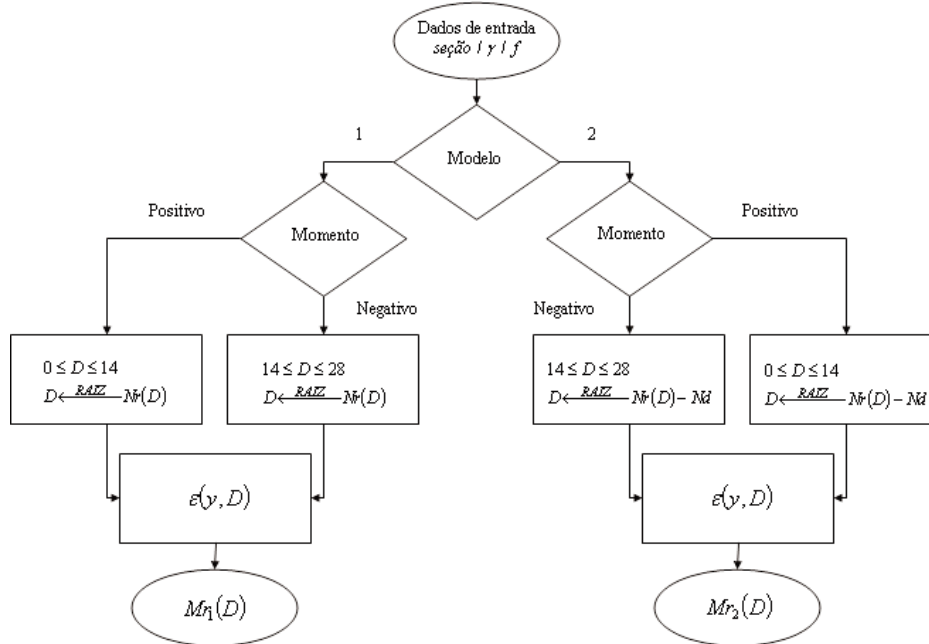 Dados de entrada
seção / γ / f
1
2
Modelo
Positivo
Momento
Momento
Positivo
Negativo
Negativo
0 ≤ D ≤ 14
D ←RAIZ Nr(D)
14 ≤ D ≤ 28
D ←RAIZ Nr(D)
14 ≤ D ≤ 28
D ←RAIZ Nr(D) − Nd
0 ≤ D ≤ 14
D ←RAIZ Nr(D) − Nd
ε(y, D)
ε(y, D)
Mr₁(D)
Mr₂(D)